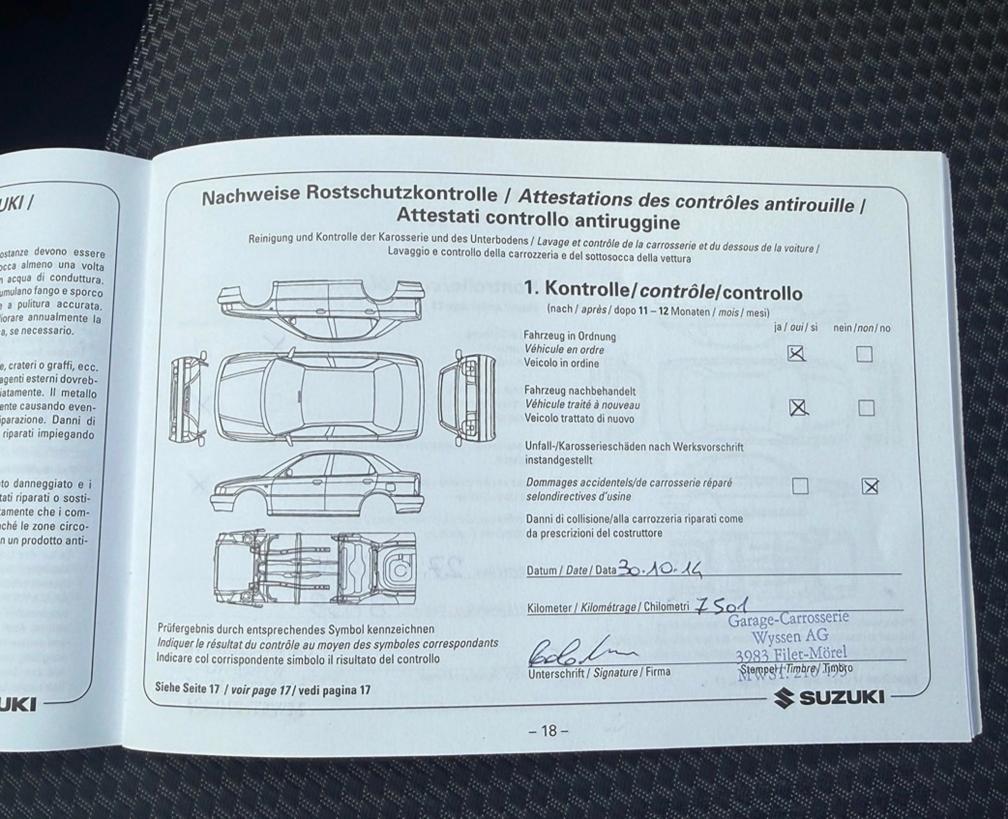 UKI /
ostanze devono essere
occa almeno una volta
n acqua di conduttura.
umulano fango e sporco
e a pulitura accurata.
iorare annualmente la
a, se necessario.
e, crateri o graffi, ecc.
agenti esterni dovreb-
iatamente. Il metallo
ente causando even-
iparazione. Danni di
riparati impiegando
to danneggiato e i
tati riparati o sosti-
tamente che i com-
ché le zone circo-
n un prodotto anti-
UKI
Nachweise Rostschutzkontrolle / Attestations des contrôles antirouille /
Attestati controllo antiruggine
Reinigung und Kontrolle der Karosserie und des Unterbodens / Lavage et contrôle de la carrosserie et du dessous de la voiture /
Lavaggio e controllo della carrozzeria e del sottosocca della vettura
1. Kontrolle/contrôle/controllo
(nach / après / dopo 11 – 12 Monaten / mois / mesi)
ja / oui / si nein / non / no
Fahrzeug in Ordnung
Véhicule en ordre
Veicolo in ordine
Fahrzeug nachbehandelt
Véhicule traité à nouveau
Veicolo trattato di nuovo
Unfall-/Karosserieschäden nach Werksvorschrift
instandgestellt
Dommages accidentels/de carrosserie réparé
selondirectives d'usine
Danni di collisione/alla carrozzeria riparati come
da prescrizioni del costruttore
Datum / Date / Data 30.10.14
Kilometer / Kilométrage / Chilometri 7501
Garage-Carrosserie
Wyssen AG
3983 Filet-Mörel
Unterschrift / Signature / Firma
Stempel / Timbre / Timbro
Prüfergebnis durch entsprechendes Symbol kennzeichnen
Indiquer le résultat du contrôle au moyen des symboles correspondants
Indicare col corrispondente simbolo il risultato del controllo
Siehe Seite 17 / voir page 17 / vedi pagina 17
SUZUKI
– 18 –